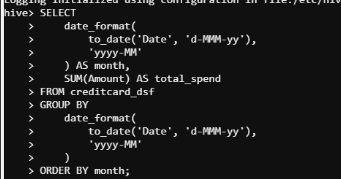 Logging initialized using configuration in file:/etc/hiv
hive> SELECT
    >     date_format(
    >         to_date('Date', 'd-MMM-yy'),
    >         'yyyy-MM'
    >     ) AS month,
    >     SUM(Amount) AS total_spend
    > FROM creditcard_dsf
    > GROUP BY
    >     date_format(
    >         to_date('Date', 'd-MMM-yy'),
    >         'yyyy-MM'
    >     )
    > ORDER BY month;